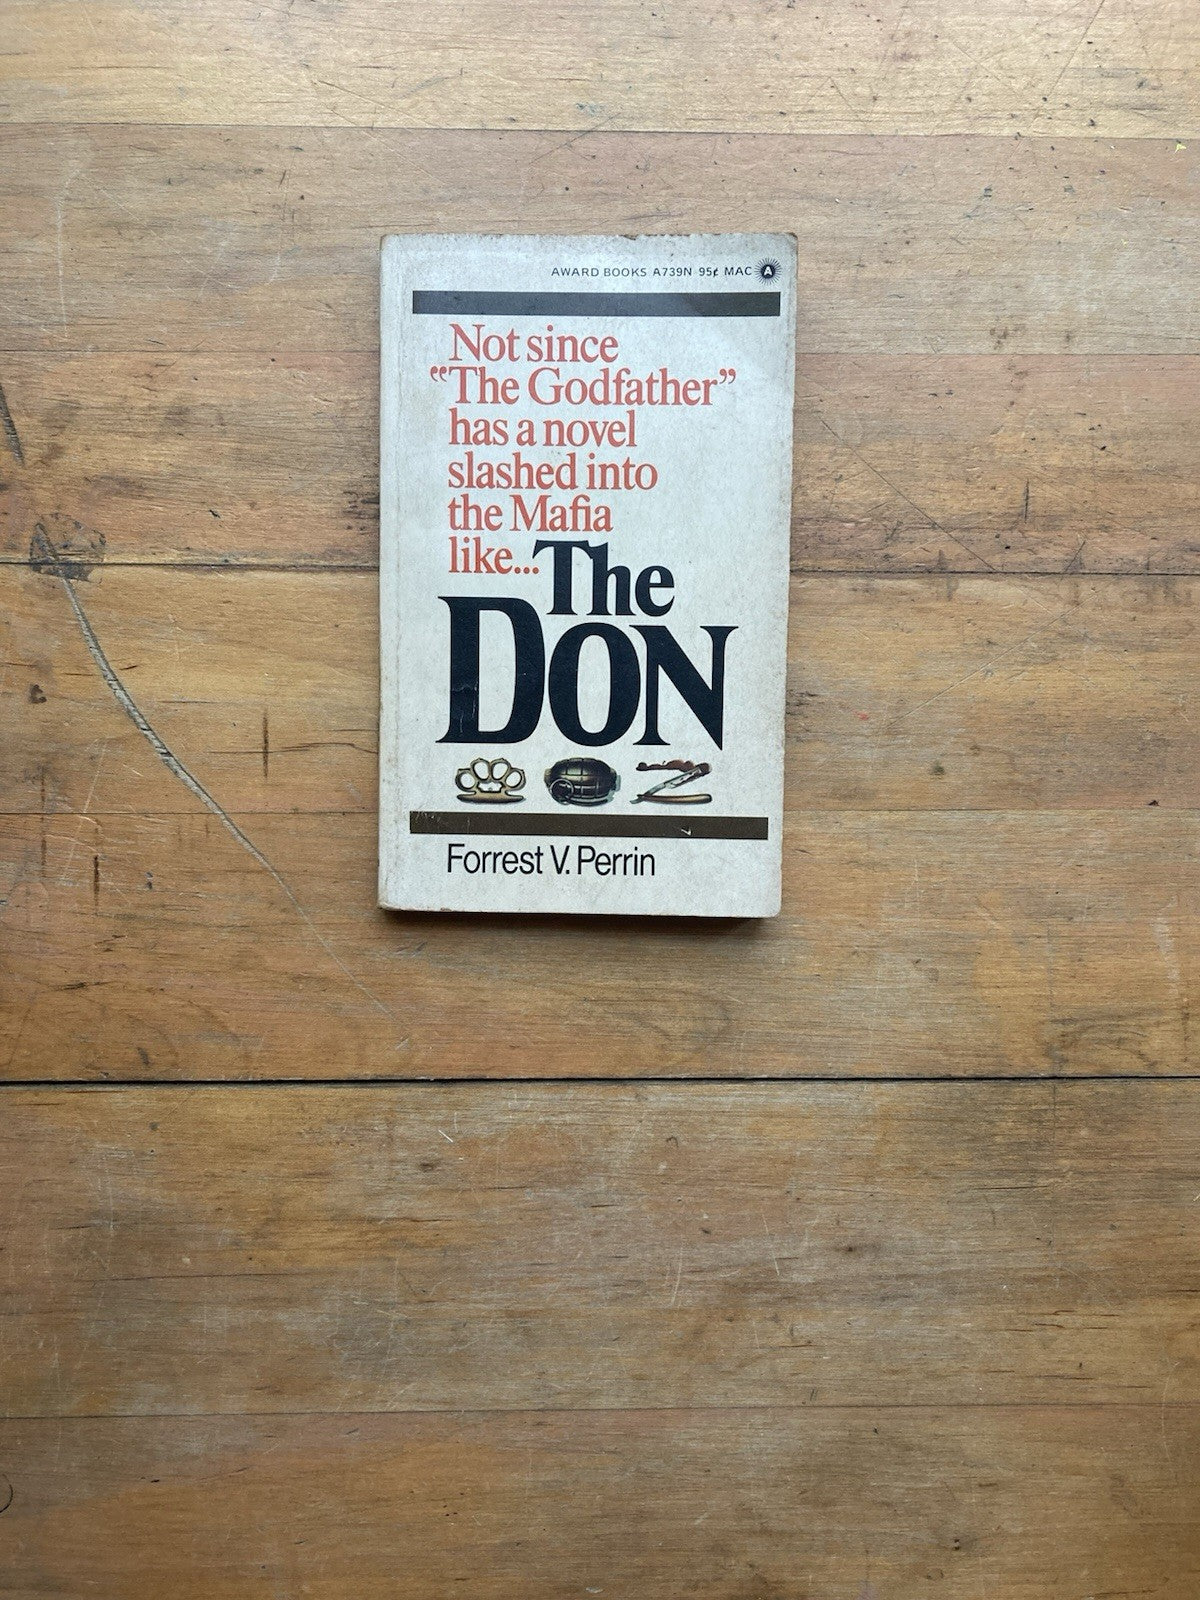 AWARD BOOKS A739N 95¢ MAC A
Not since
“The Godfather”
has a novel
slashed into
the Mafia
like... The
DON
Forrest V. Perrin